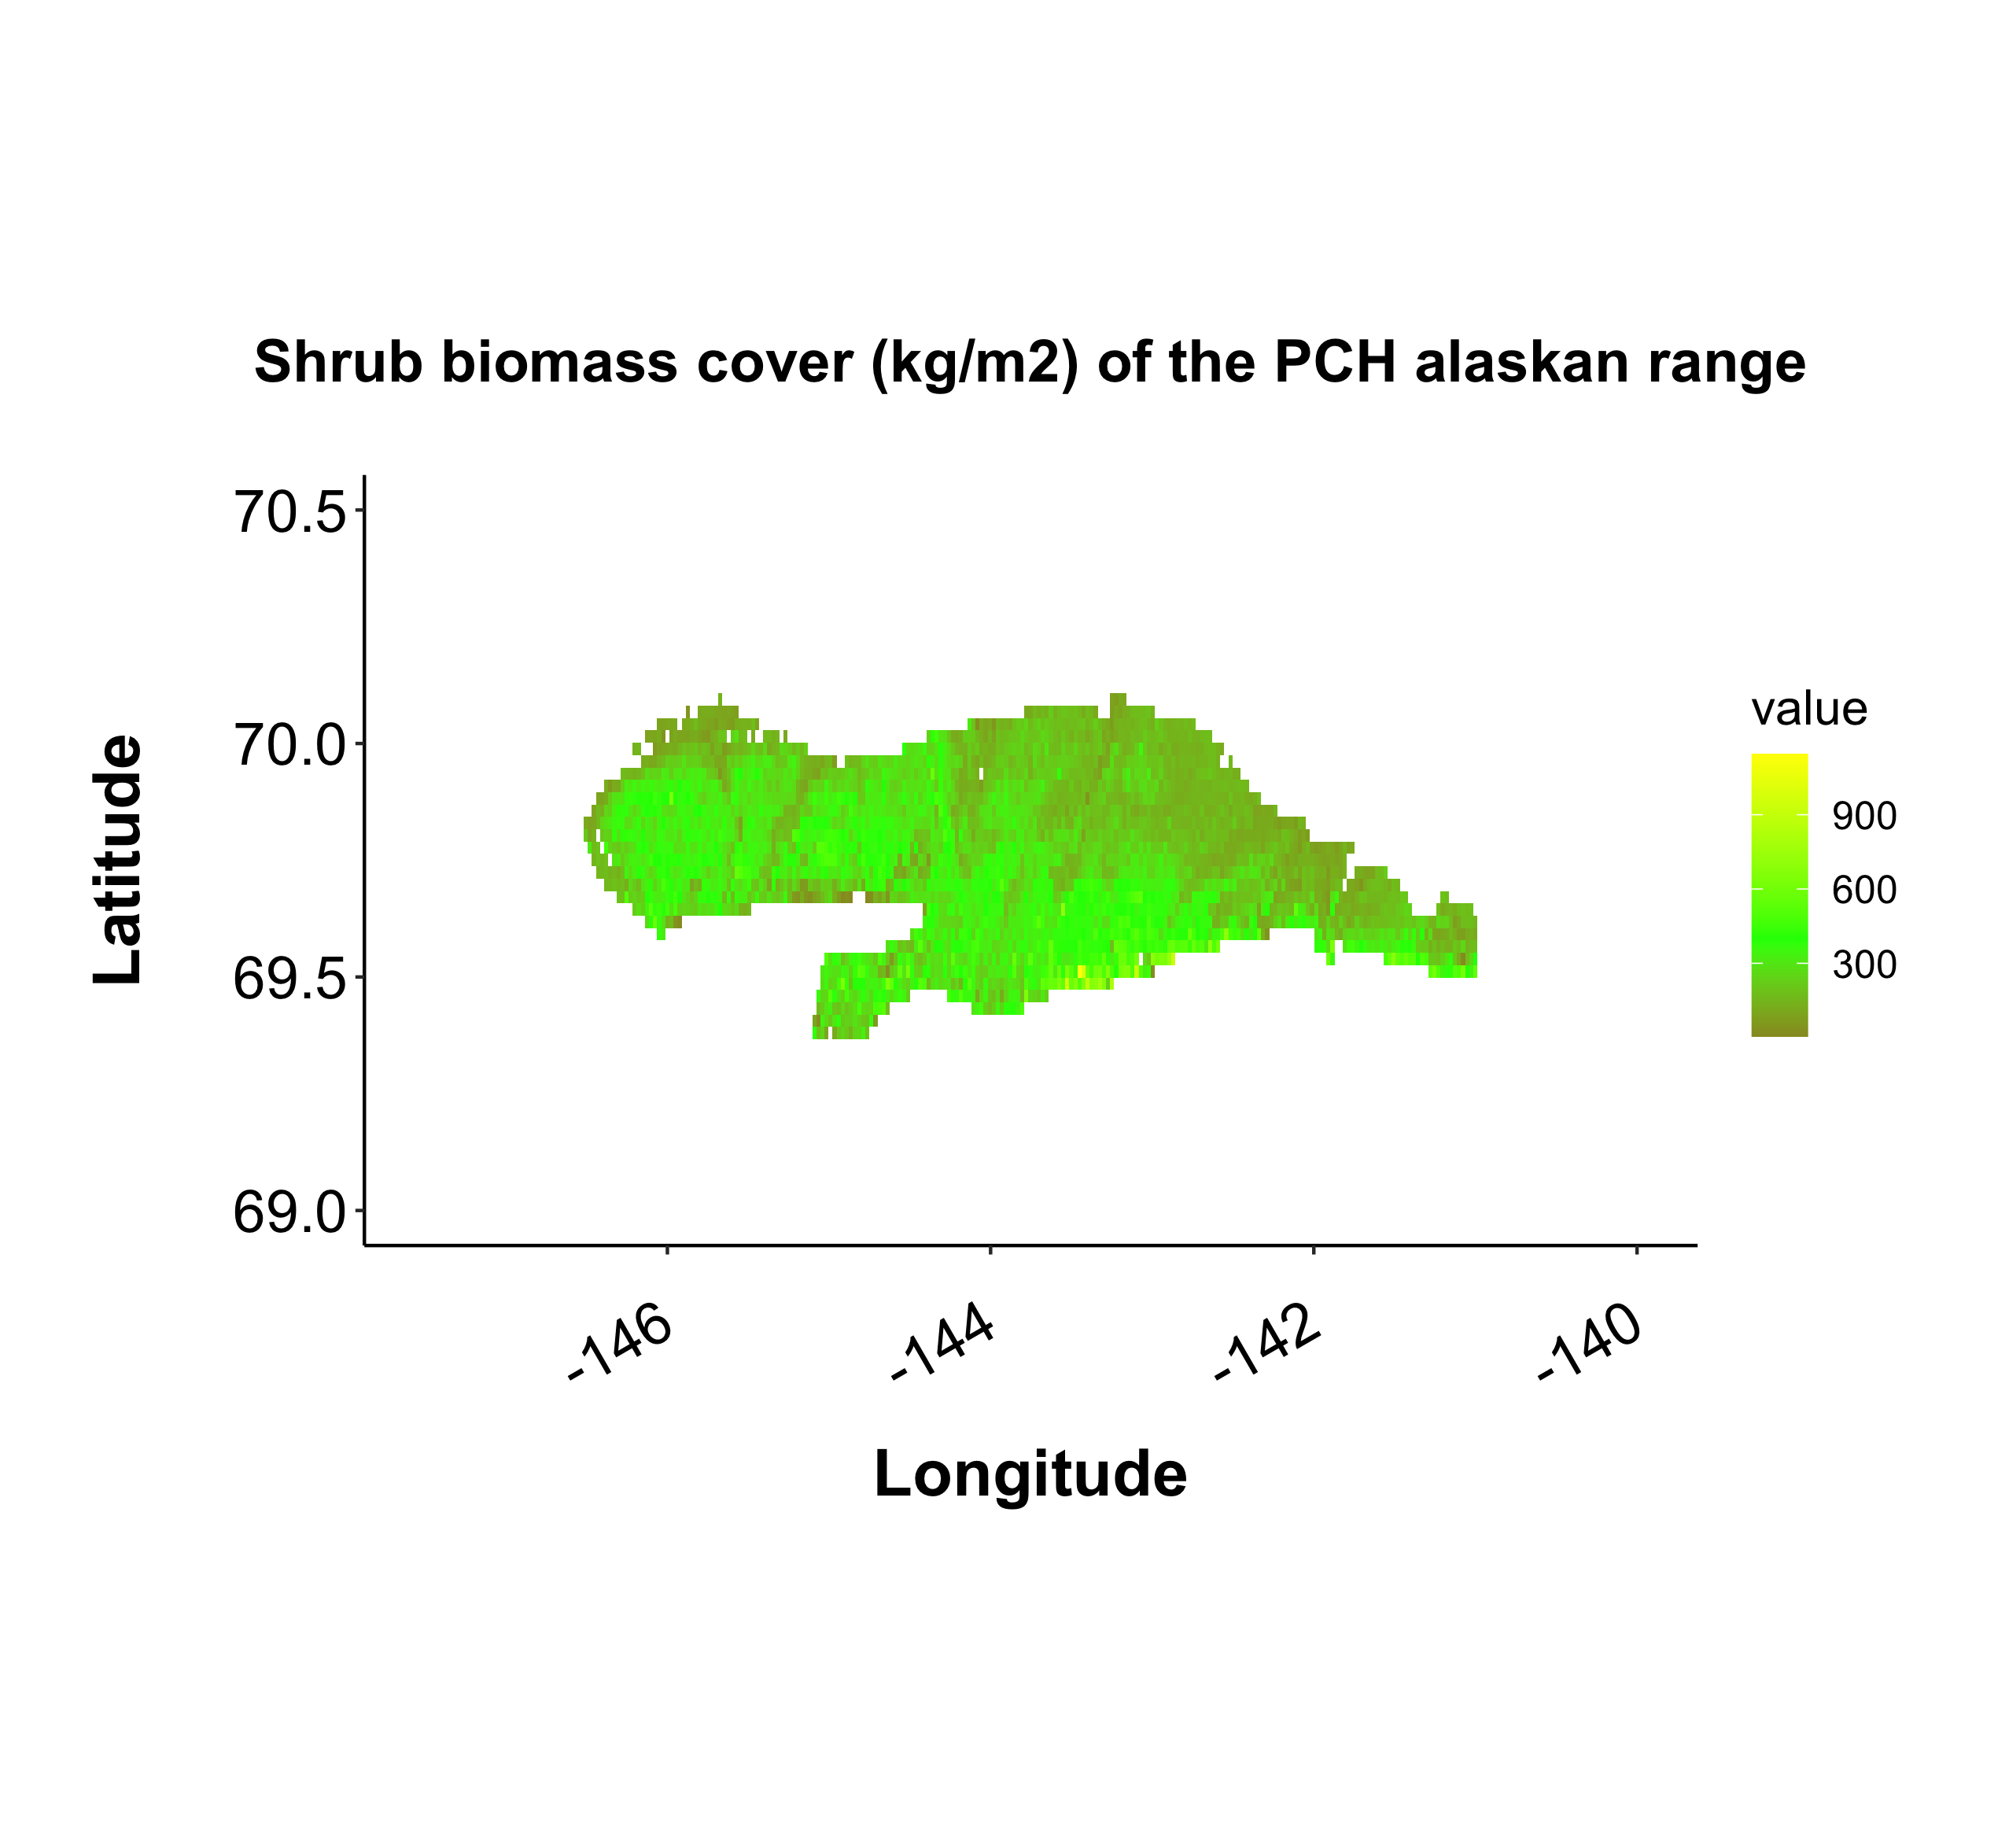 Shrub biomass cover (kg/m2) of the PCH alaskan range
70.5
70.0
69.5
69.0
Latitude
-146
-144
-142
-140
Longitude
value
900
600
300